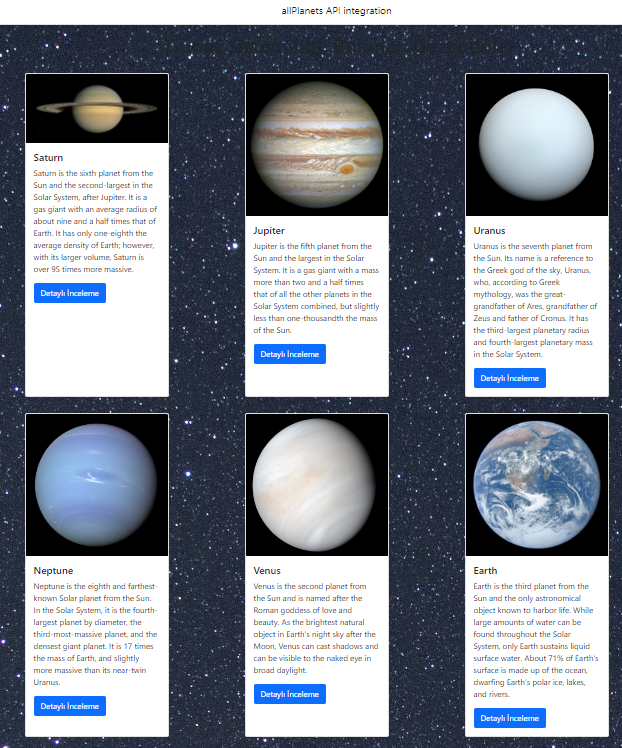 allPlanets API integration
Saturn
Saturn is the sixth planet from the
Sun and the second-largest in the
Solar System, after Jupiter. It is a
gas giant with an average radius of
about nine and a half times that of
Earth. It has only one-eighth the
average density of Earth; however,
with its larger volume, Saturn is
over 95 times more massive.
Detaylı İnceleme
Jupiter
Jupiter is the fifth planet from the
Sun and the largest in the Solar
System. It is a gas giant with a mass
more than two and a half times
that of all the other planets in the
Solar System combined, but slightly
less than one-thousandth the mass
of the Sun.
Detaylı İnceleme
Uranus
Uranus is the seventh planet from
the Sun. Its name is a reference to
the Greek god of the sky, Uranus,
who, according to Greek
mythology, was the great-
grandfather of Ares, grandfather of
Zeus and father of Cronus. It has
the third-largest planetary radius
and fourth-largest planetary mass
in the Solar System.
Detaylı İnceleme
Neptune
Neptune is the eighth and farthest-
known Solar planet from the Sun.
In the Solar System, it is the fourth-
largest planet by diameter, the
third-most-massive planet, and the
densest giant planet. It is 17 times
the mass of Earth, and slightly
more massive than its near-twin
Uranus.
Detaylı İnceleme
Venus
Venus is the second planet from
the Sun and is named after the
Roman goddess of love and
beauty. As the brightest natural
object in Earth's night sky after the
Moon, Venus can cast shadows and
can be visible to the naked eye in
broad daylight.
Detaylı İnceleme
Earth
Earth is the third planet from the
Sun and the only astronomical
object known to harbor life. While
large amounts of water can be
found throughout the Solar
System, only Earth sustains liquid
surface water. About 71% of Earth's
surface is made up of the ocean,
dwarfing Earth's polar ice, lakes,
and rivers.
Detaylı İnceleme